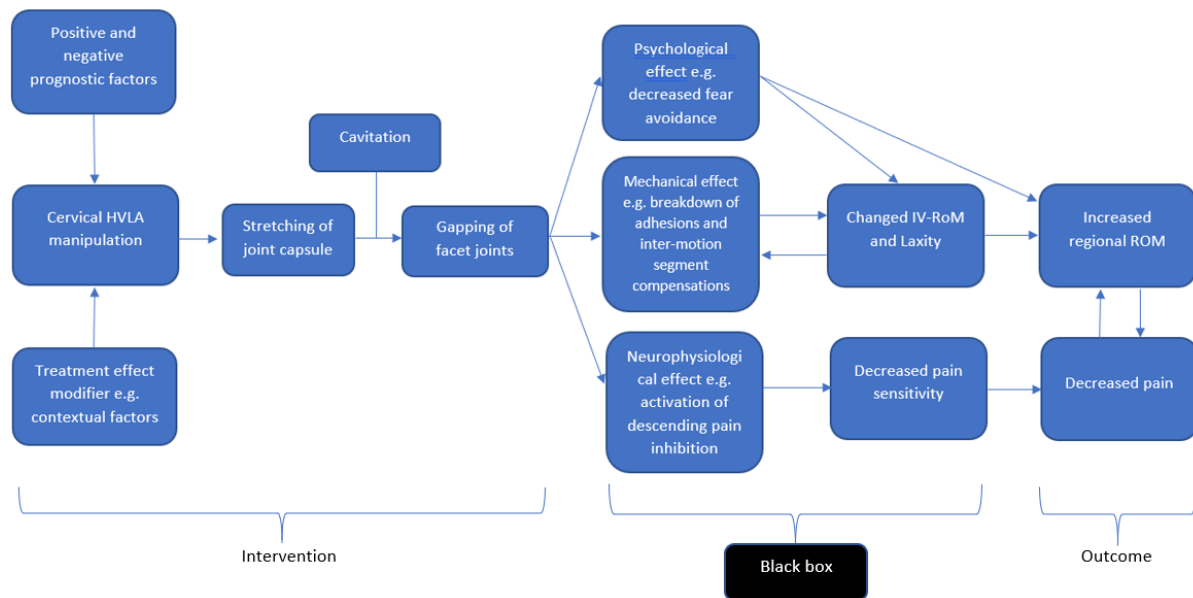 Positive and
negative
prognostic factors
Cervical HVLA
manipulation
Treatment effect
modifier e.g.
contextual factors
Stretching of
joint capsule
Cavitation
Gapping of
facet joints
Psychological
effect e.g.
decreased fear
avoidance
Mechanical effect
e.g. breakdown of
adhesions and
inter-motion
segment
compensations
Neurophysiologi
cal effect e.g.
activation of
descending pain
inhibition
Changed IV-RoM
and Laxity
Decreased pain
sensitivity
Increased
regional ROM
Decreased pain
Intervention
Black box
Outcome